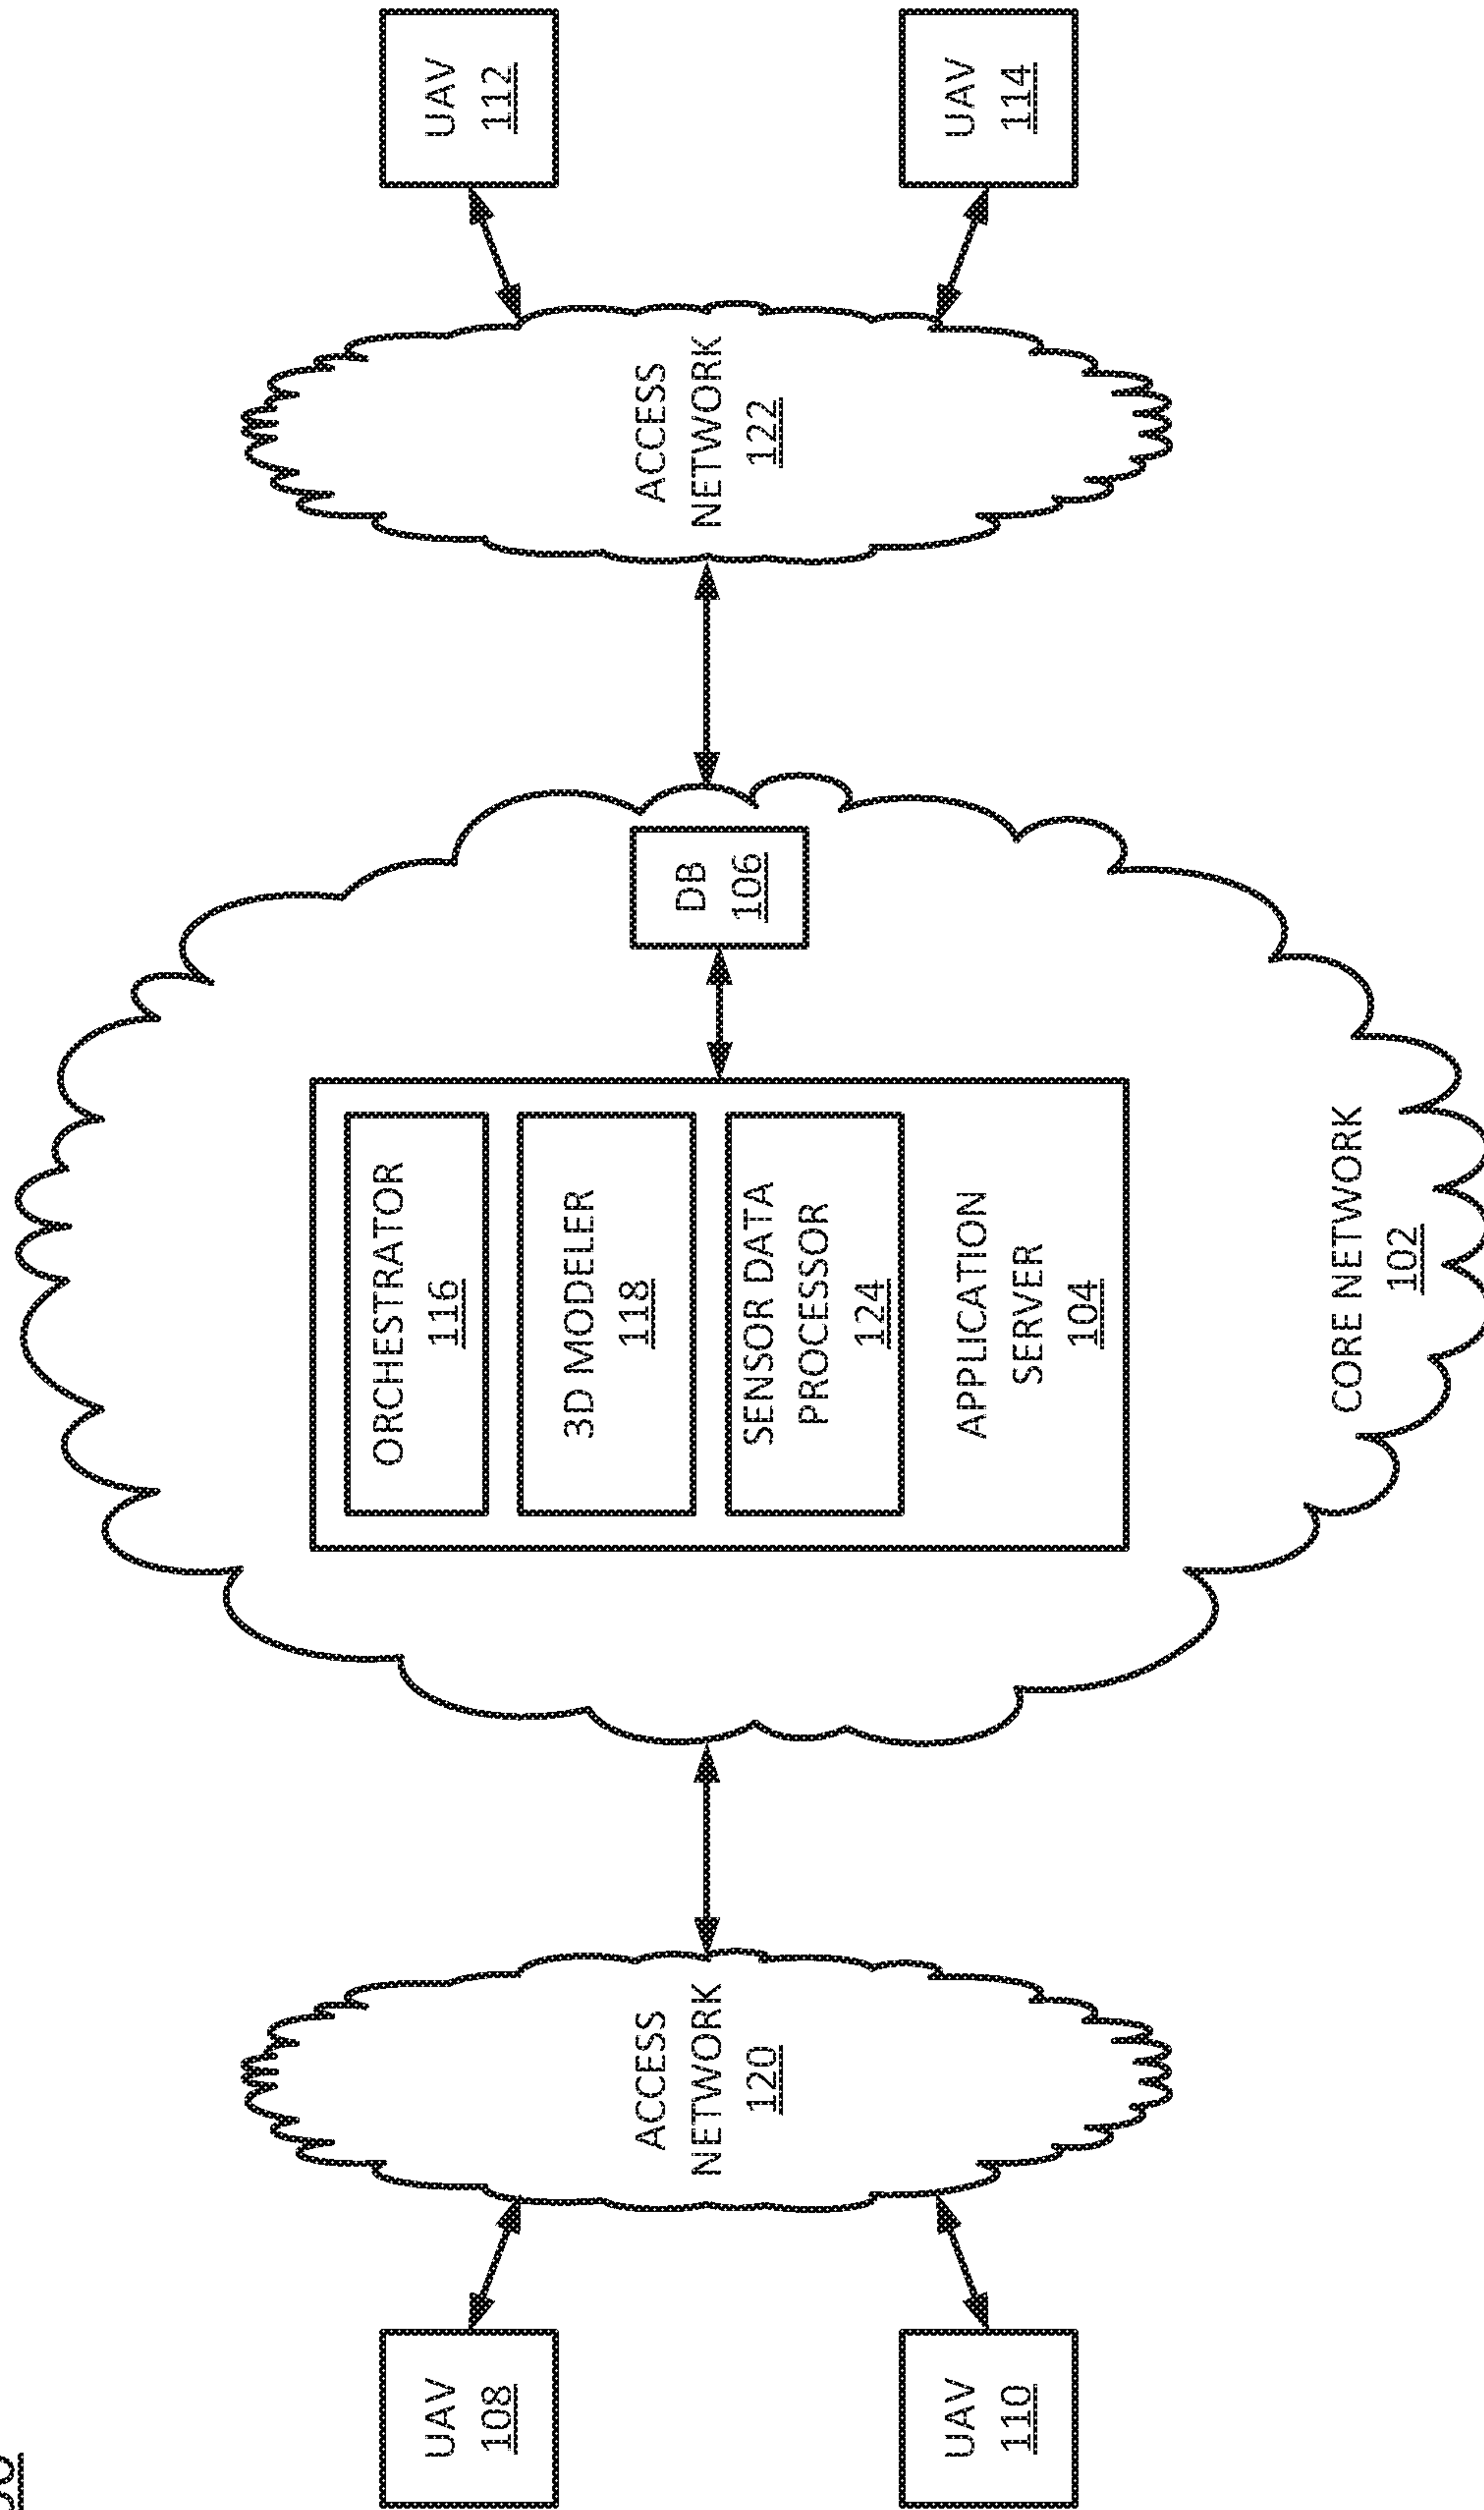 UAV
108
UAV
110
ACCESS
NETWORK
120
ORCHESTRATOR
116
3D MODELER
118
SENSOR DATA
PROCESSOR
124
APPLICATION
SERVER
104
DB
106
CORE NETWORK
102
ACCESS
NETWORK
122
UAV
112
UAV
114